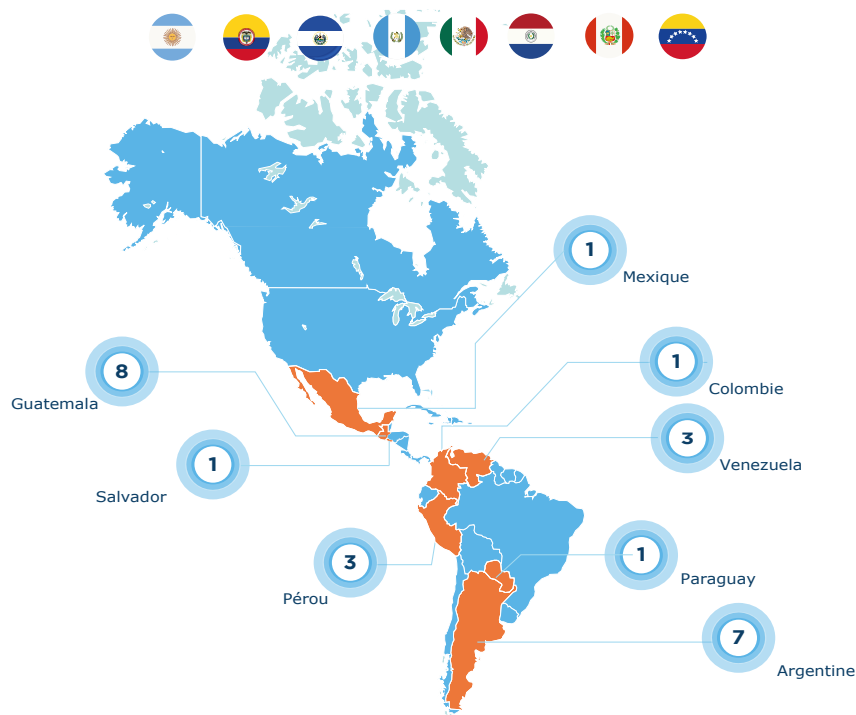 1
Mexique
8
Guatemala
1
Colombie
3
Venezuela
1
Salvador
3
Pérou
1
Paraguay
7
Argentine